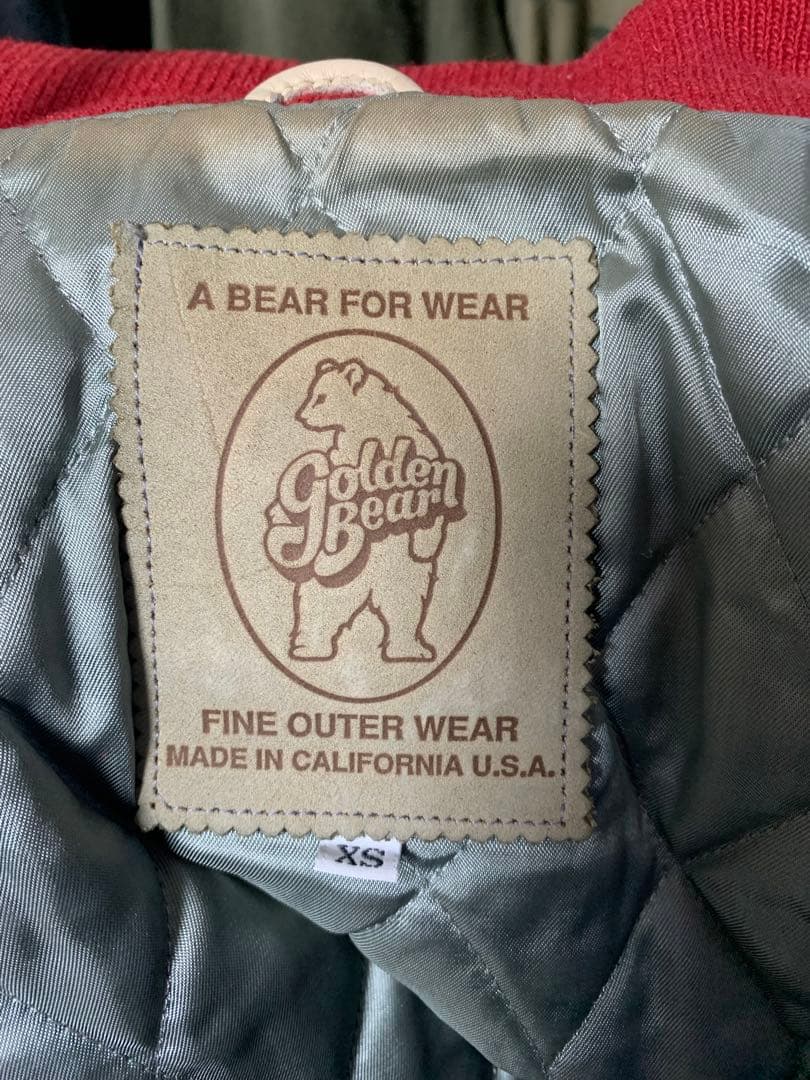 A BEAR FOR WEAR
Golden
Bear
FINE OUTER WEAR
MADE IN CALIFORNIA U.S.A.
XS